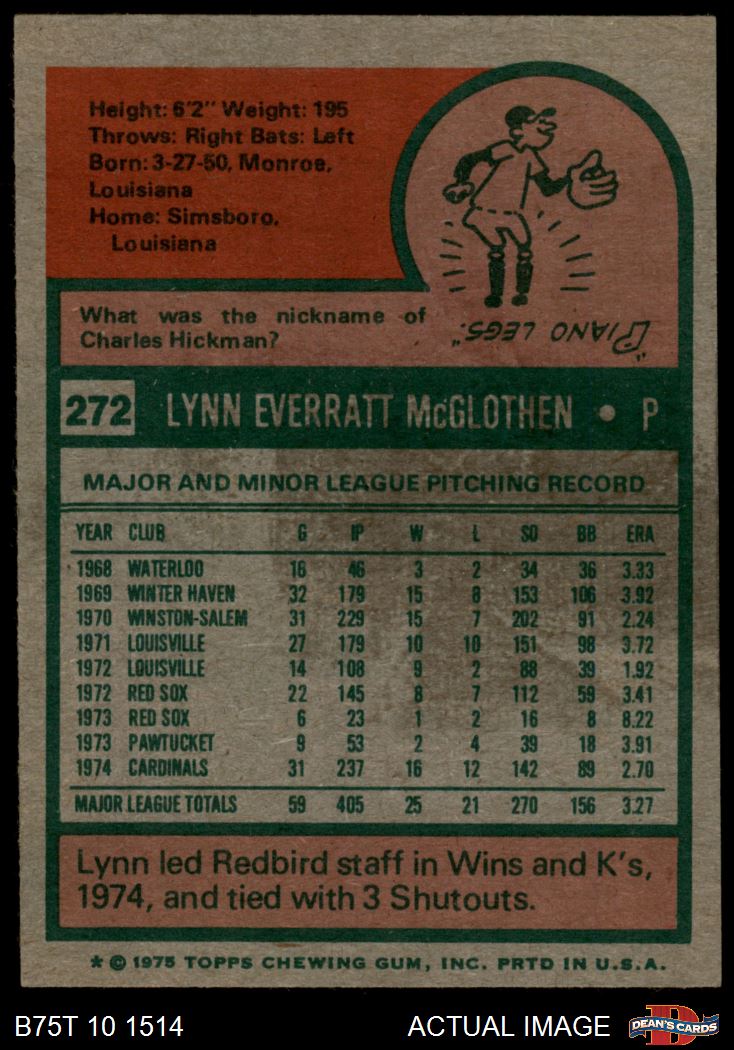 Height: 6'2" Weight: 195
Throws: Right Bats: Left
Born: 3-27-50, Monroe,
Louisiana
Home: Simsboro,
Louisiana
What was the nickname of
Charles Hickman?
"PIANO LEGS."
272 LYNN EVERRATT McGLOTHEN • P
MAJOR AND MINOR LEAGUE PITCHING RECORD
YEAR CLUB G IP W L SO BB ERA
1968 WATERLOO 16 46 3 2 34 36 3.33
1969 WINTER HAVEN 32 179 15 8 153 106 3.92
1970 WINSTON-SALEM 31 229 15 7 202 91 2.24
1971 LOUISVILLE 27 179 10 10 151 98 3.72
1972 LOUISVILLE 14 108 9 2 88 39 1.92
1972 RED SOX 22 145 8 7 112 59 3.41
1973 RED SOX 6 23 1 2 16 8 8.22
1973 PAWTUCKET 9 53 2 4 39 18 3.91
1974 CARDINALS 31 237 16 12 142 89 2.70
MAJOR LEAGUE TOTALS 59 405 25 21 270 156 3.27
Lynn led Redbird staff in Wins and K's,
1974, and tied with 3 Shutouts.
* © 1975 TOPPS CHEWING GUM, INC. PRTD IN U.S.A.
B75T 10 1514 ACTUAL IMAGE D DEAN'S CARDS